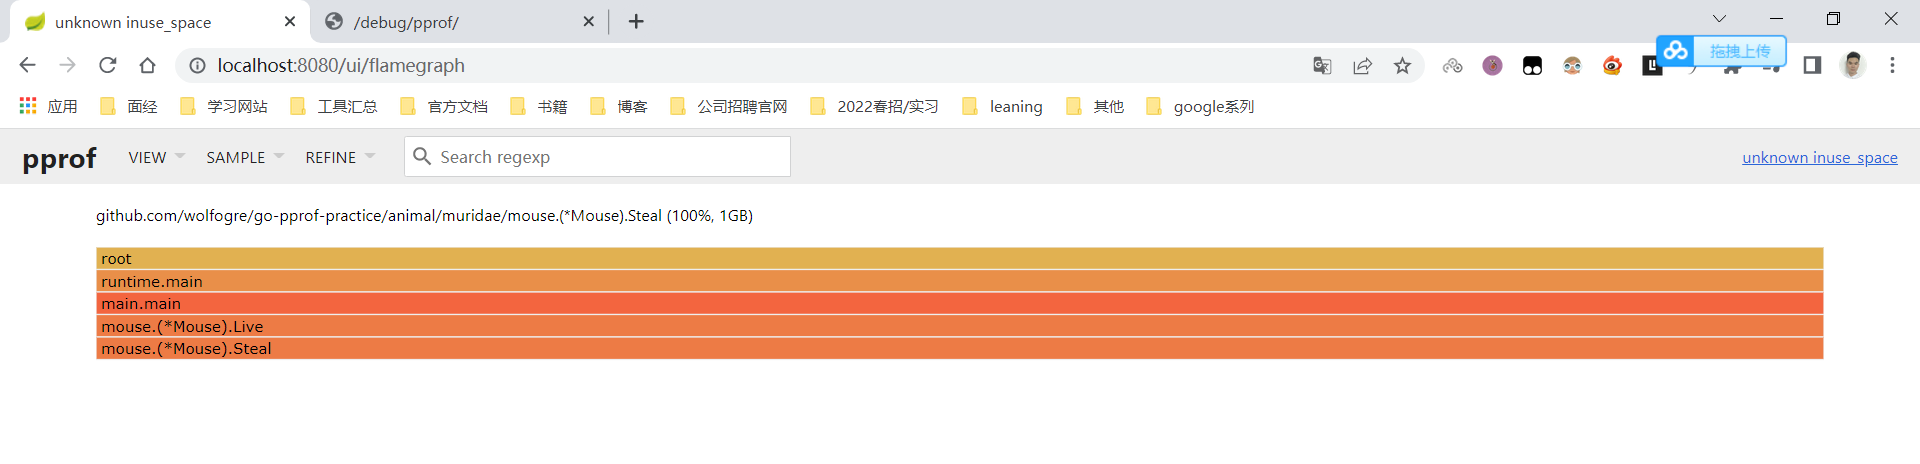 unknown inuse_space
/debug/pprof/
localhost:8080/ui/flamegraph
拖拽上传
应用 面经 学习网站 工具汇总 官方文档 书籍 博客 公司招聘官网 2022春招/实习 leaning 其他 google系列
pprof VIEW SAMPLE REFINE Search regexp unknown inuse_space
github.com/wolfogre/go-pprof-practice/animal/muridae/mouse.(*Mouse).Steal (100%, 1GB)
root
runtime.main
main.main
mouse.(*Mouse).Live
mouse.(*Mouse).Steal